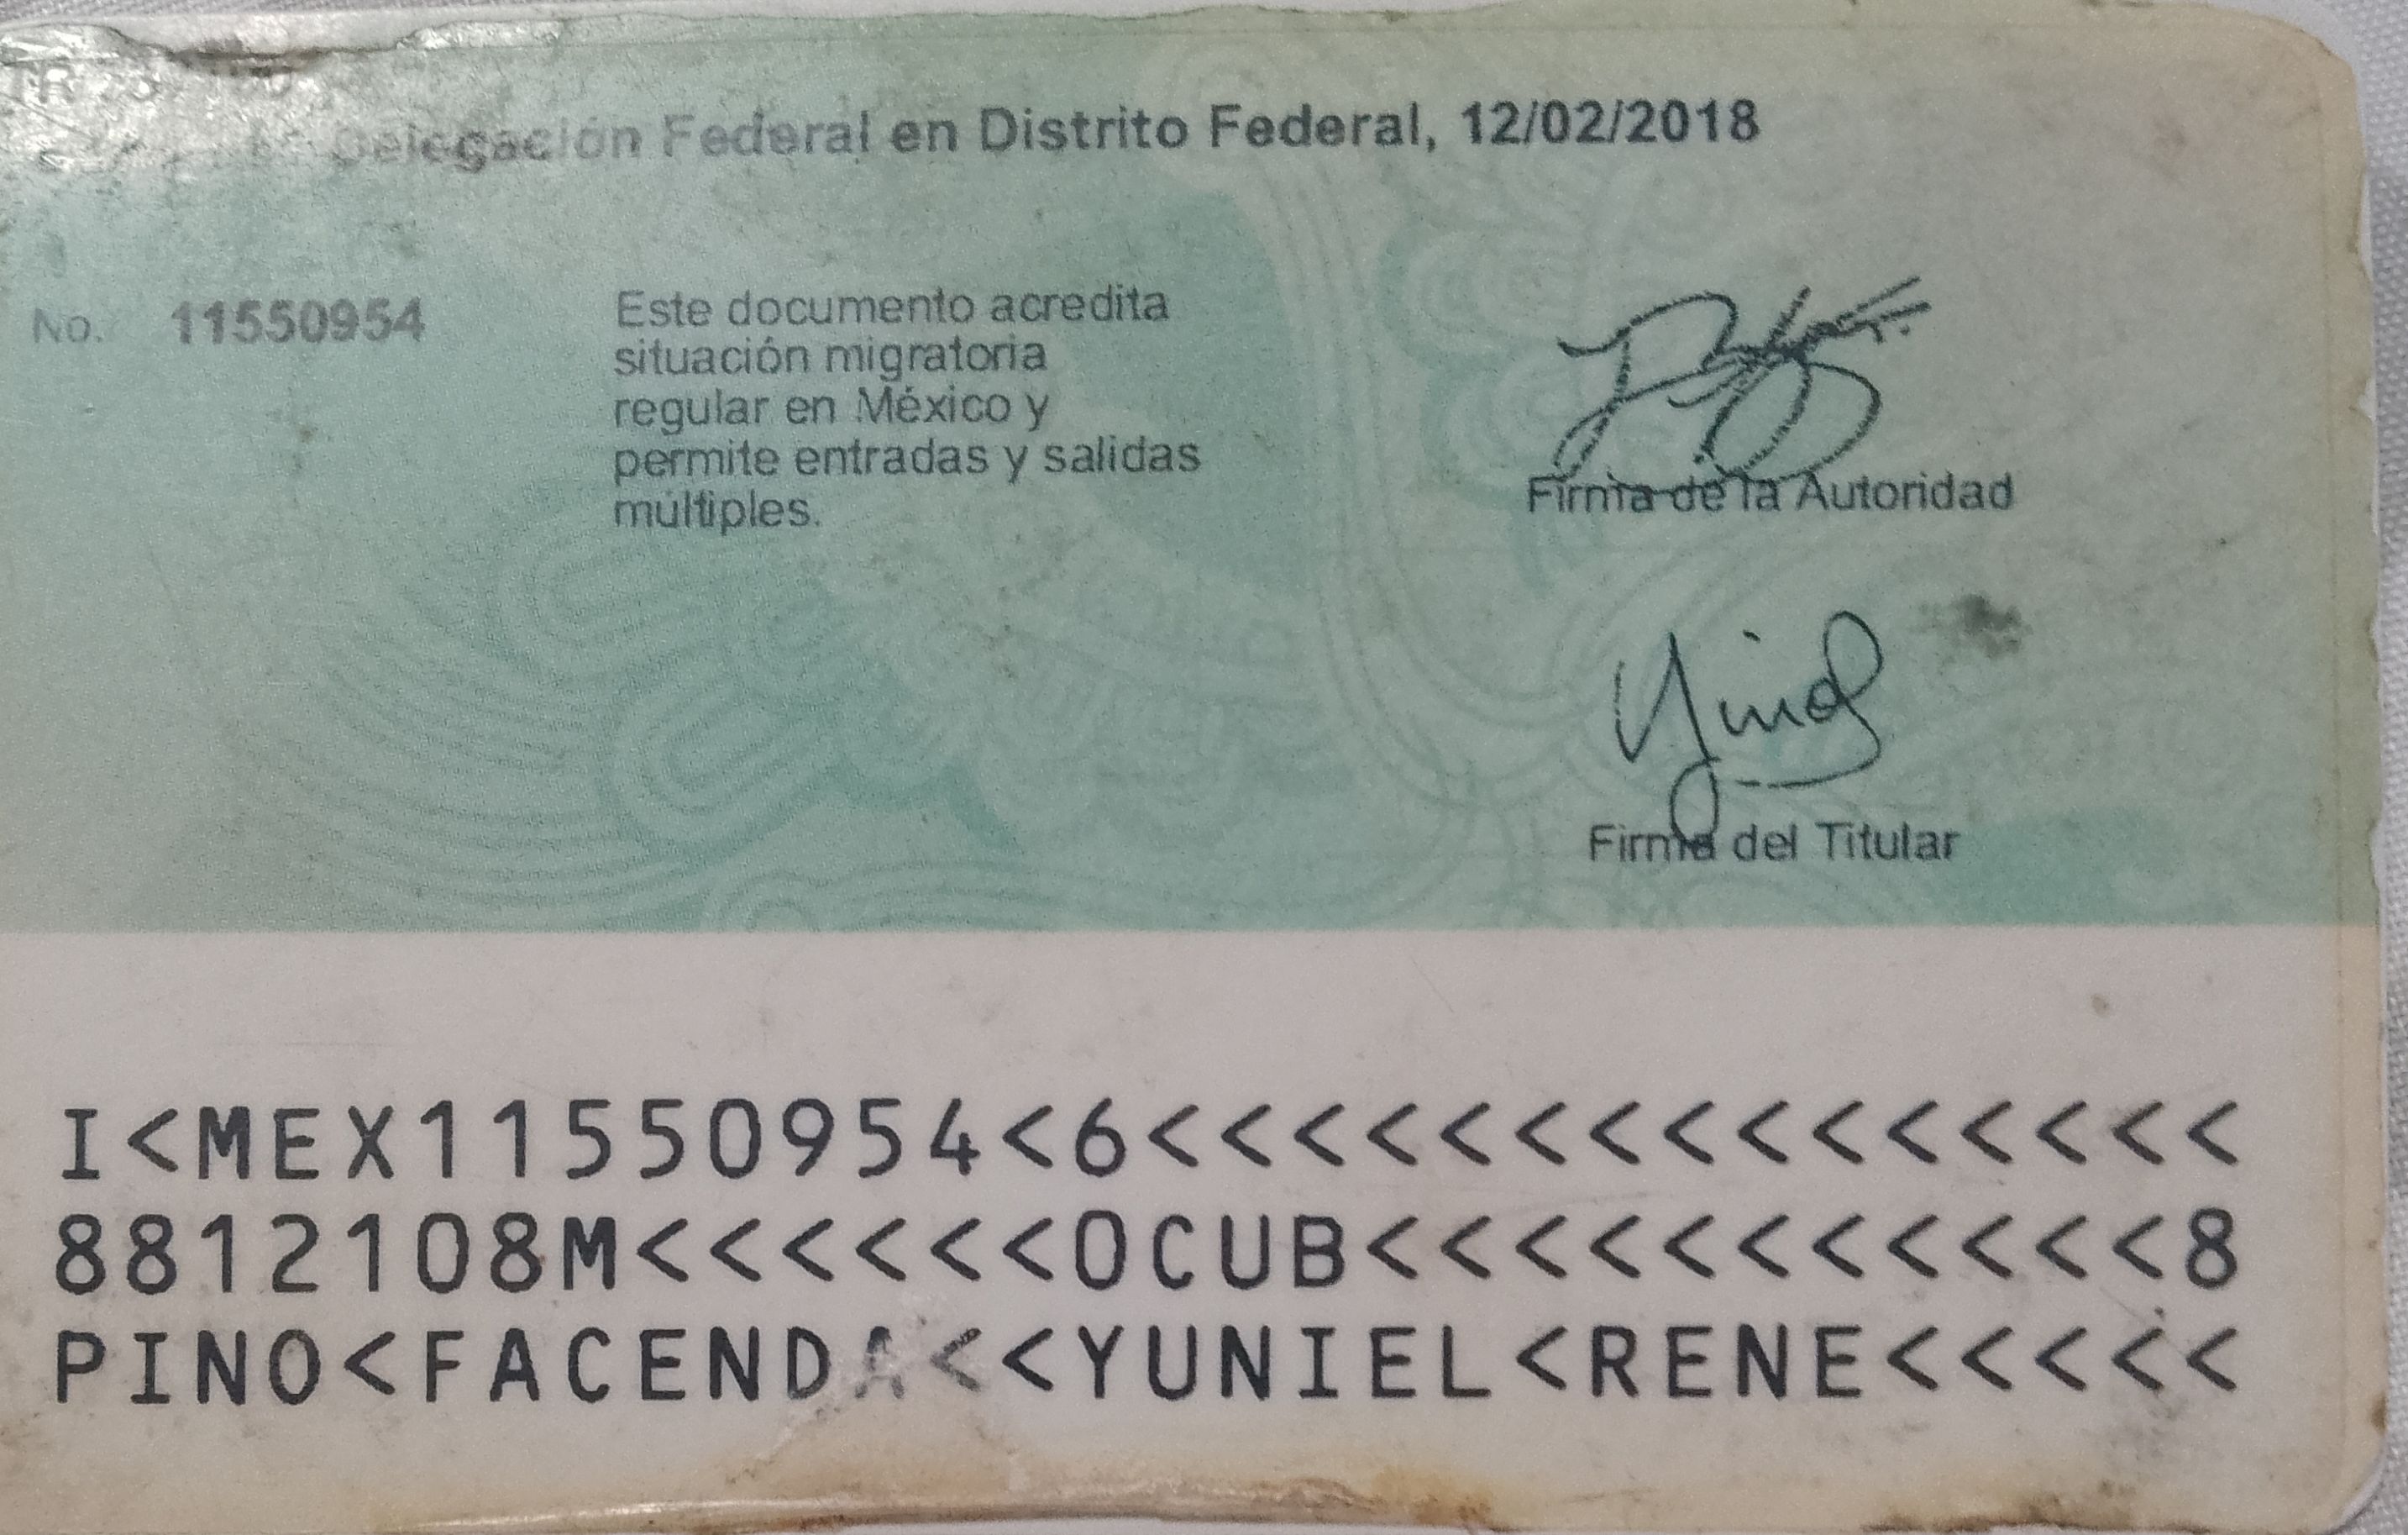 Delegación Federal en Distrito Federal, 12/02/2018
No. 11550954
Este documento acredita
situación migratoria
regular en México y
permite entradas y salidas
múltiples.
Firma de la Autoridad
Firma del Titular
I<MEX11550954<6<<<<<<<<<<<<<<<
8812108M<<<<<<0CUB<<<<<<<<<<<8
PINO<FACENDA<<YUNIEL<RENE<<<<<